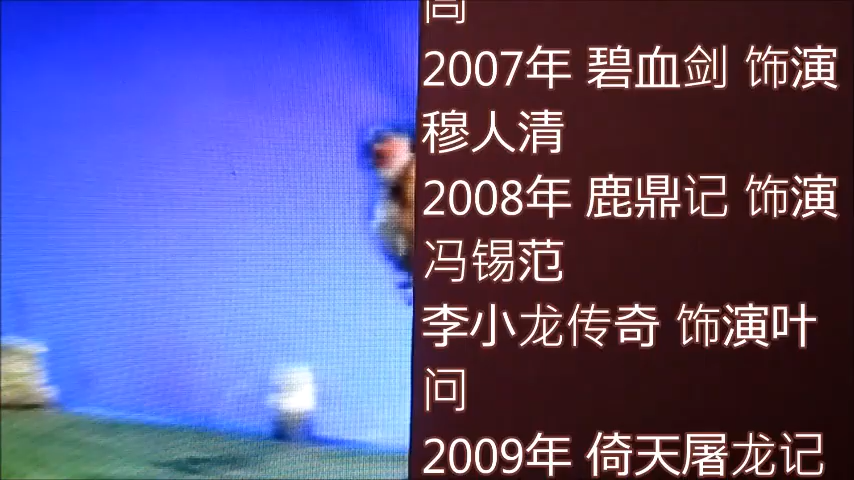 高
2007年 碧血剑 饰演
穆人清
2008年 鹿鼎记 饰演
冯锡范
李小龙传奇 饰演叶
问
2009年 倚天屠龙记